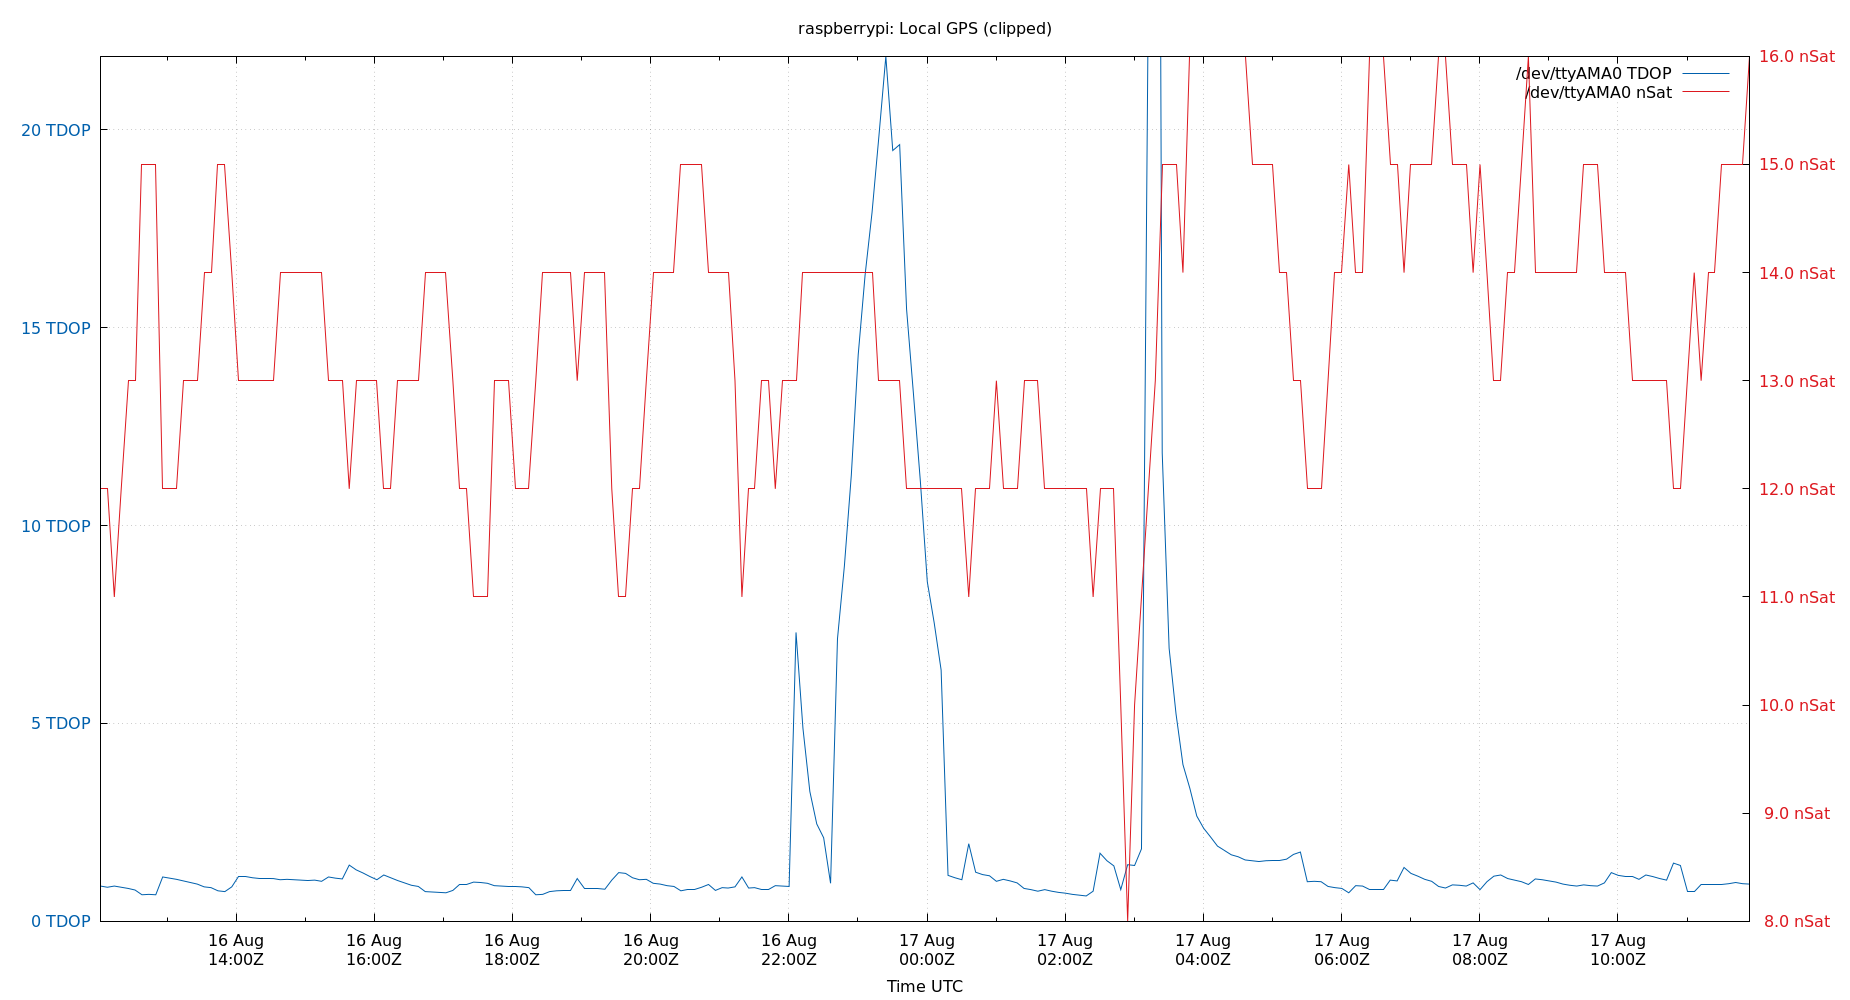 raspberrypi: Local GPS (clipped)
/dev/ttyAMA0 TDOP
/dev/ttyAMA0 nSat
20 TDOP
15 TDOP
10 TDOP
5 TDOP
0 TDOP
16.0 nSat
15.0 nSat
14.0 nSat
13.0 nSat
12.0 nSat
11.0 nSat
10.0 nSat
9.0 nSat
8.0 nSat
16 Aug
14:00Z
16 Aug
16:00Z
16 Aug
18:00Z
16 Aug
20:00Z
16 Aug
22:00Z
17 Aug
00:00Z
17 Aug
02:00Z
17 Aug
04:00Z
17 Aug
06:00Z
17 Aug
08:00Z
17 Aug
10:00Z
Time UTC